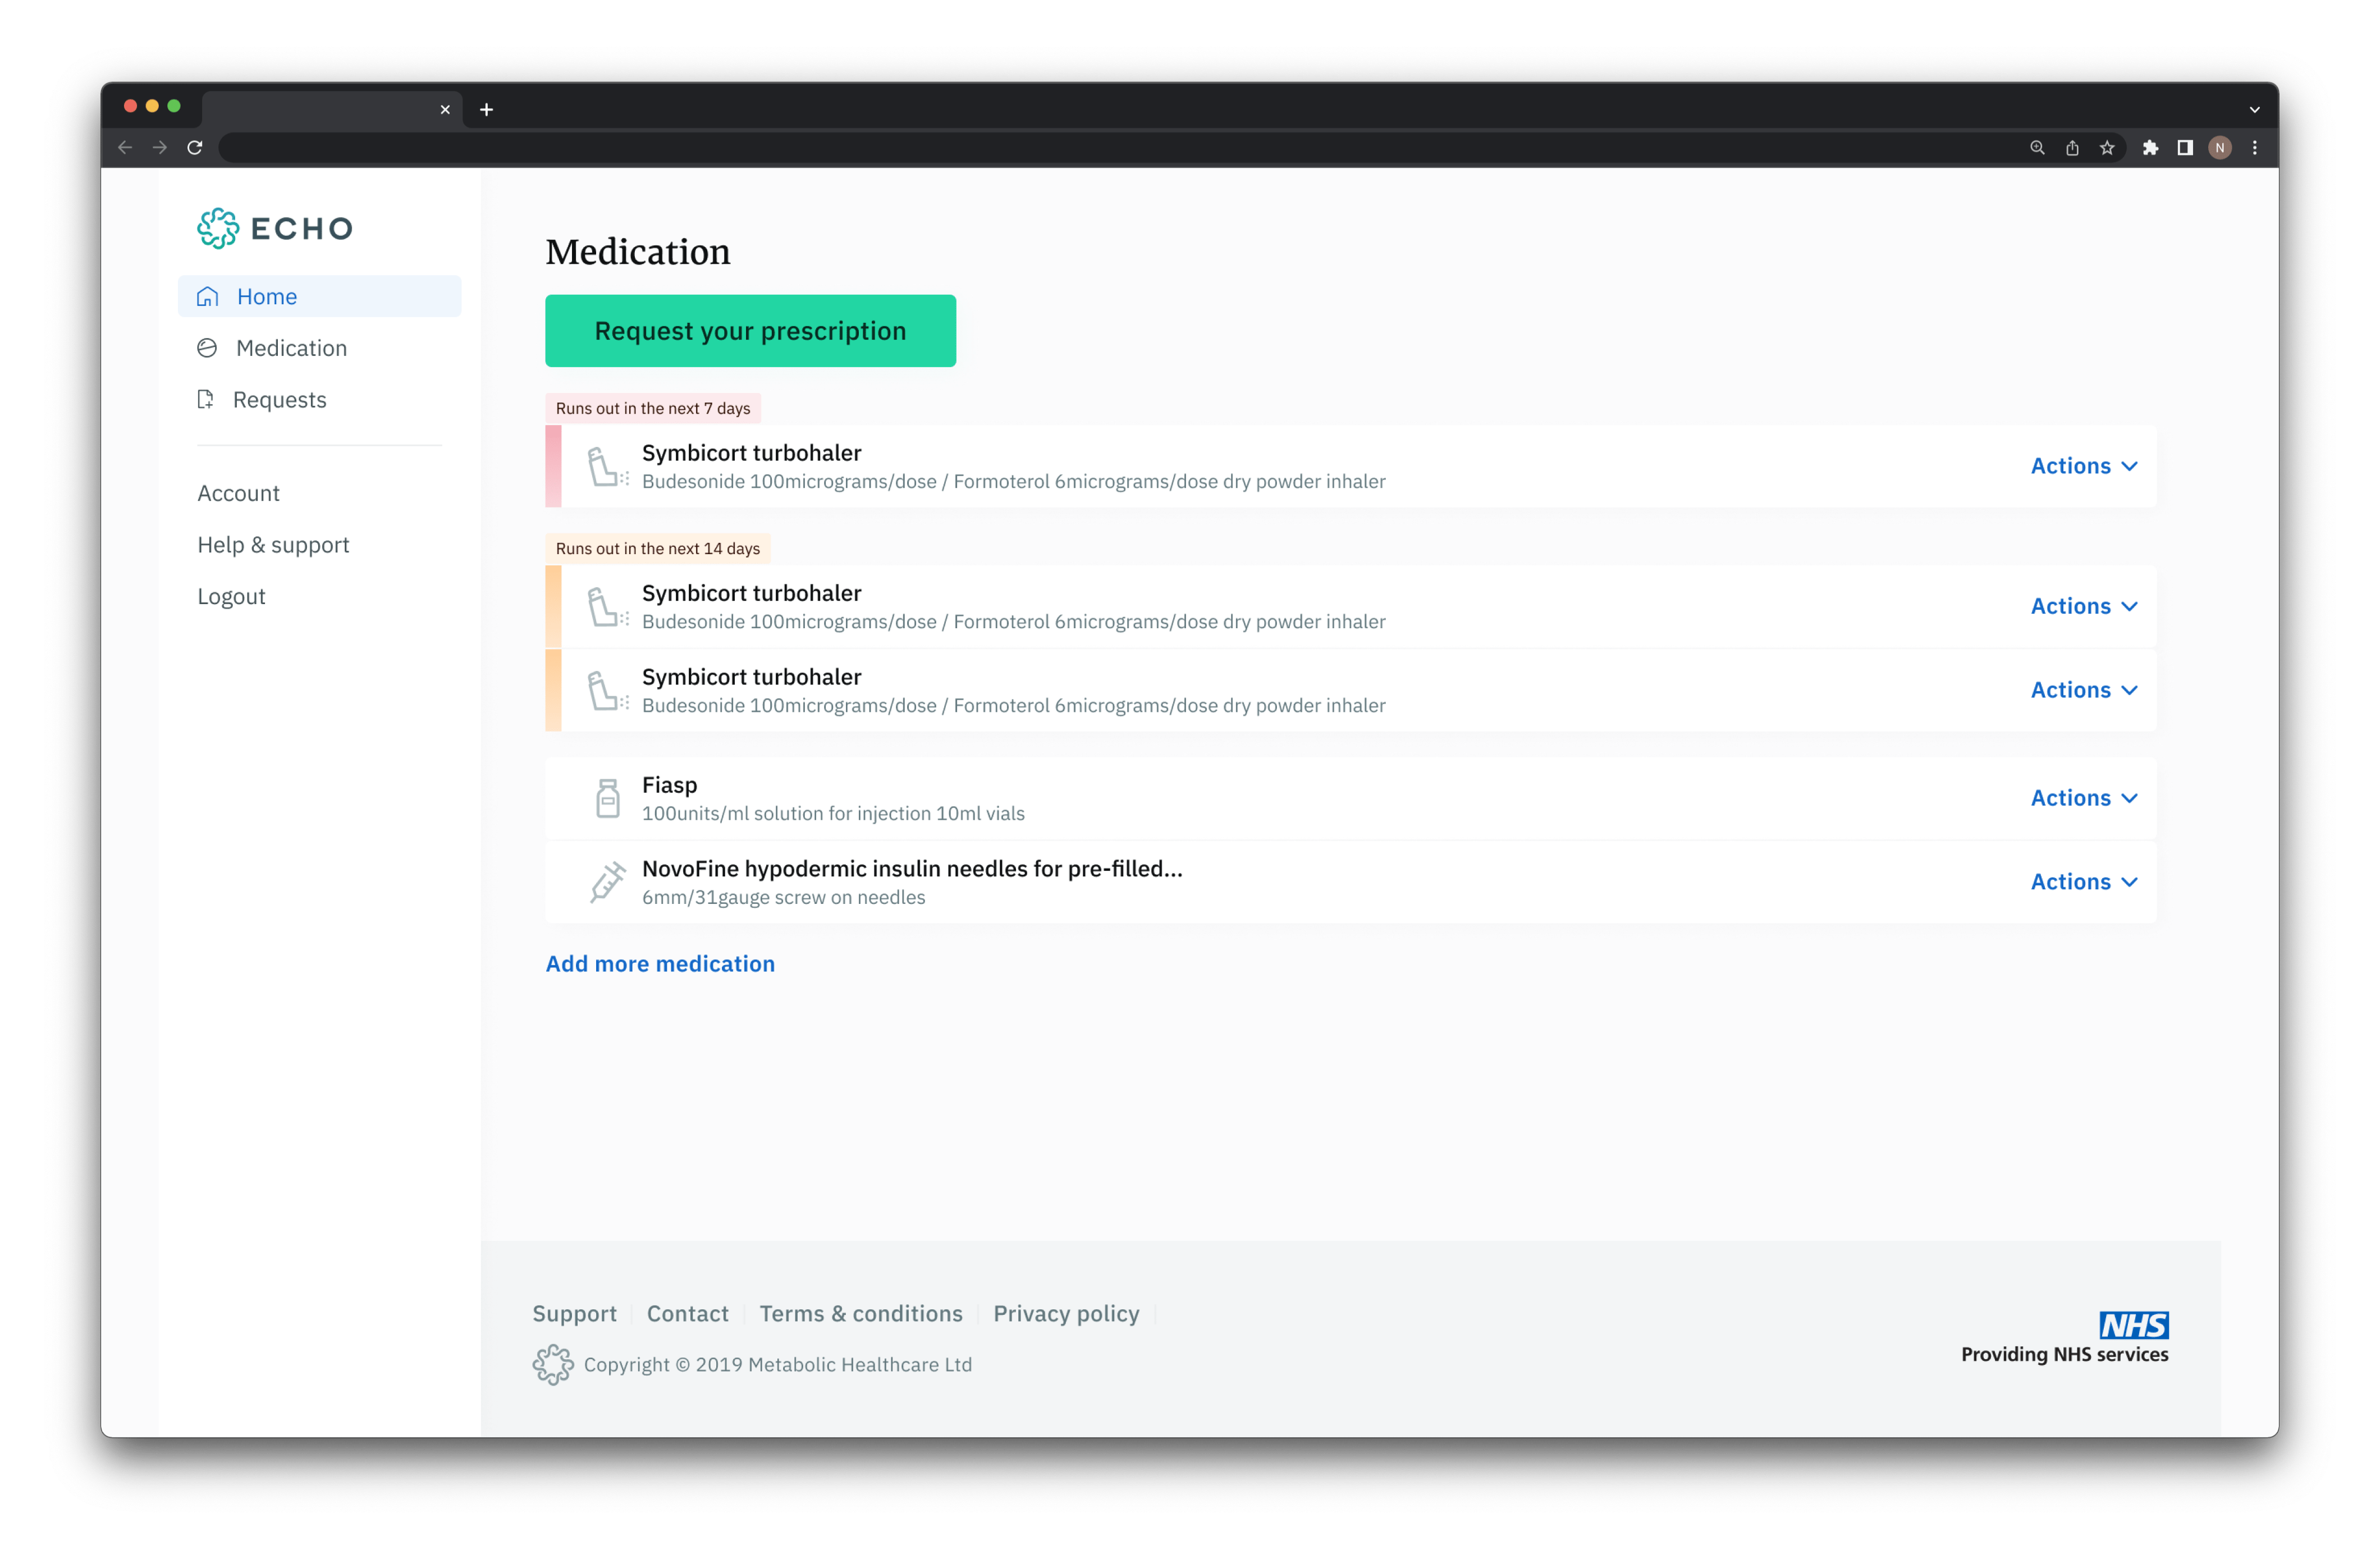 N
ECHO
Home
Medication
Requests
Account
Help & support
Logout
Medication
Request your prescription
Runs out in the next 7 days
Symbicort turbohaler
Budesonide 100micrograms/dose / Formoterol 6micrograms/dose dry powder inhaler
Actions
Runs out in the next 14 days
Symbicort turbohaler
Budesonide 100micrograms/dose / Formoterol 6micrograms/dose dry powder inhaler
Actions
Symbicort turbohaler
Budesonide 100micrograms/dose / Formoterol 6micrograms/dose dry powder inhaler
Actions
Fiasp
100units/ml solution for injection 10ml vials
Actions
NovoFine hypodermic insulin needles for pre-filled...
6mm/31gauge screw on needles
Actions
Add more medication
Support
Contact
Terms & conditions
Privacy policy
Copyright © 2019 Metabolic Healthcare Ltd
NHS
Providing NHS services